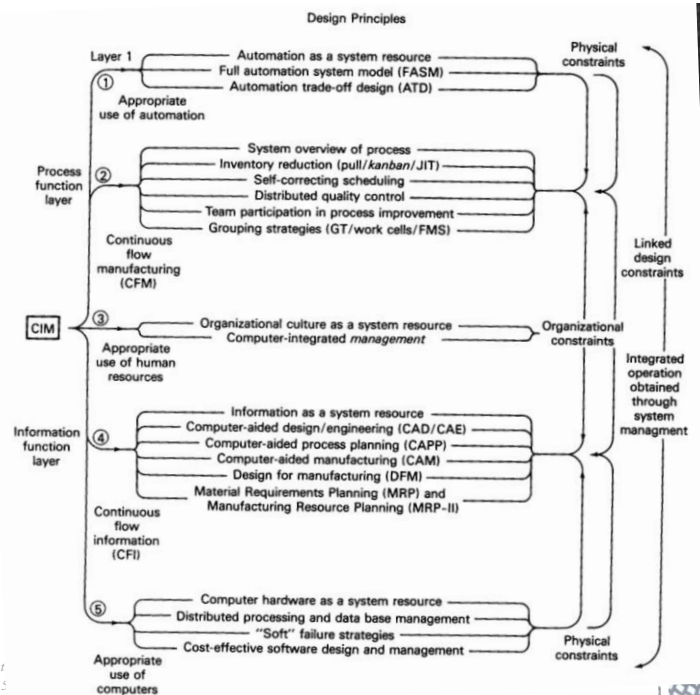 Design Principles
Layer 1
①
Appropriate
use of automation
Automation as a system resource
Full automation system model (FASM)
Automation trade-off design (ATD)
Physical
constraints
Process
function
layer
②
Continuous
flow
manufacturing
(CFM)
System overview of process
Inventory reduction (pull/kanban/JIT)
Self-correcting scheduling
Distributed quality control
Team participation in process improvement
Grouping strategies (GT/work cells/FMS)
Linked
design
constraints
CIM
③
Appropriate
use of human
resources
Organizational culture as a system resource
Computer-integrated management
Organizational
constraints
Integrated
operation
obtained
through
system
managment
Information
function
layer
④
Continuous
flow
information
(CFI)
Information as a system resource
Computer-aided design/engineering (CAD/CAE)
Computer-aided process planning (CAPP)
Computer-aided manufacturing (CAM)
Design for manufacturing (DFM)
Material Requirements Planning (MRP) and
Manufacturing Resource Planning (MRP-II)
⑤
Appropriate
use of
computers
Computer hardware as a system resource
Distributed processing and data base management
"Soft" failure strategies
Cost-effective software design and management
Physical
constraints